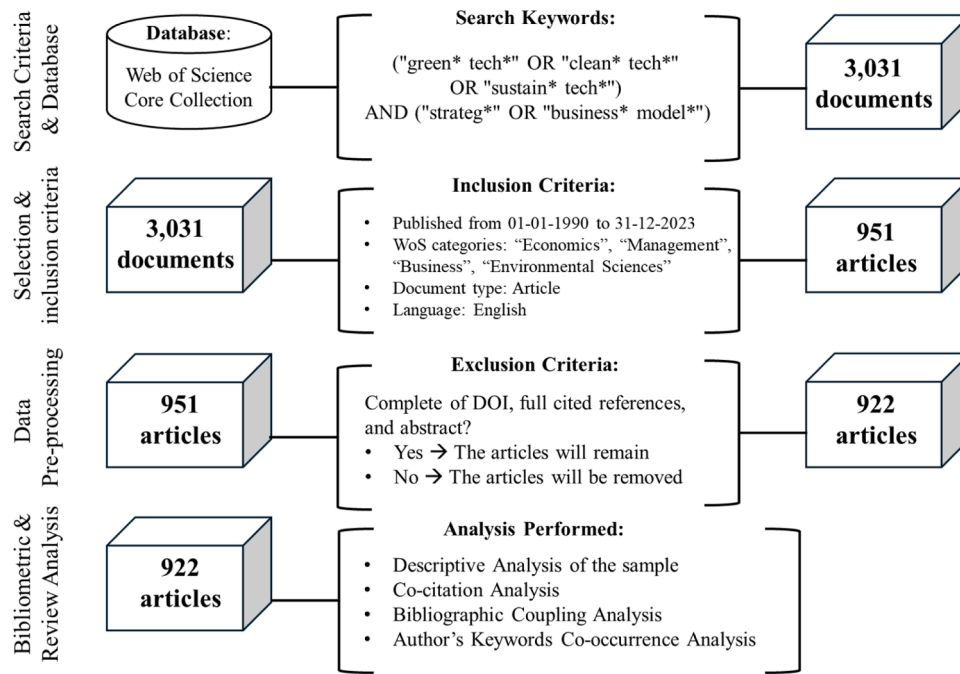 Search Criteria
& Database
Database:
Web of Science
Core Collection
Search Keywords:
("green* tech*" OR "clean* tech*"
OR "sustain* tech*")
AND ("strateg*" OR "business* model*")
3,031
documents
Selection &
inclusion criteria
3,031
documents
Inclusion Criteria:
• Published from 01-01-1990 to 31-12-2023
• WoS categories: “Economics”, “Management”,
“Business”, “Environmental Sciences”
• Document type: Article
• Language: English
951
articles
Data
Pre-processing
951
articles
Exclusion Criteria:
Complete of DOI, full cited references,
and abstract?
• Yes → The articles will remain
• No → The articles will be removed
922
articles
Bibliometric &
Review Analysis
922
articles
Analysis Performed:
• Descriptive Analysis of the sample
• Co-citation Analysis
• Bibliographic Coupling Analysis
• Author’s Keywords Co-occurrence Analysis